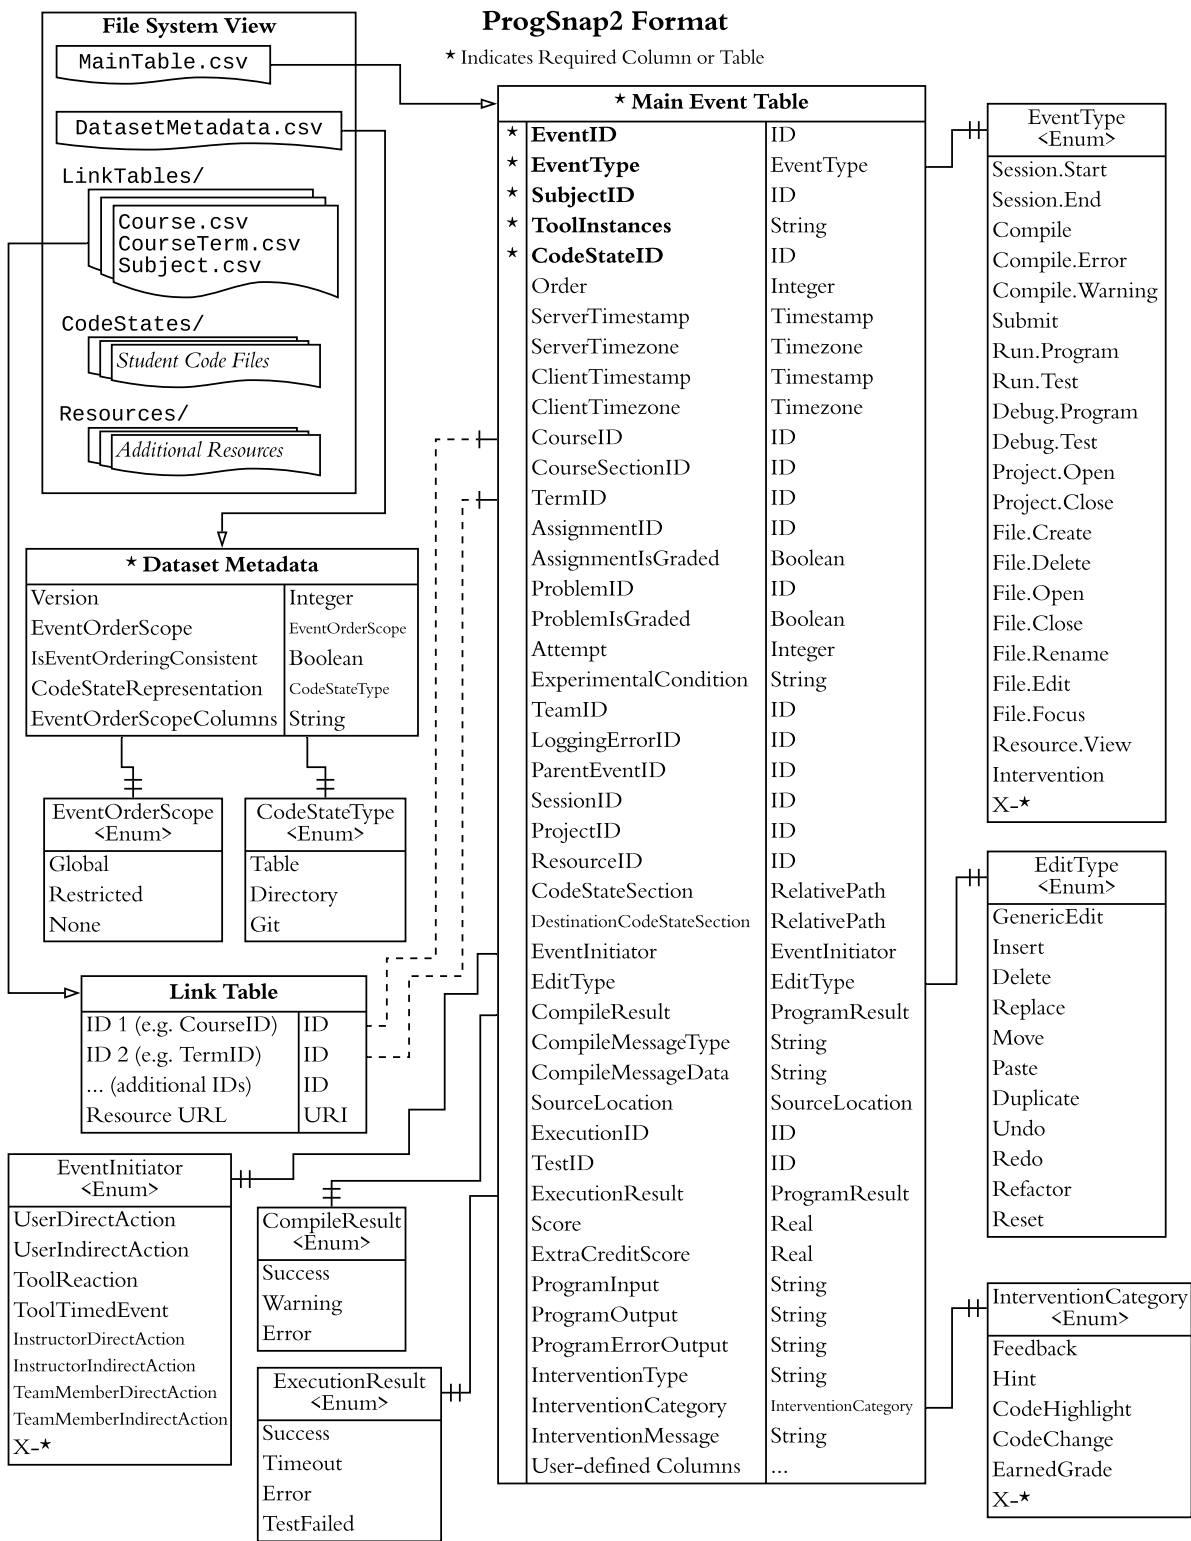 ProgSnap2 Format
★ Indicates Required Column or Table
File System View
MainTable.csv
DatasetMetadata.csv
LinkTables/
Course.csv
CourseTerm.csv
Subject.csv
CodeStates/
Student Code Files
Resources/
Additional Resources
★ Dataset Metadata
Version Integer
EventOrderScope EventOrderScope
IsEventOrderingConsistent Boolean
CodeStateRepresentation CodeStateType
EventOrderScopeColumns String
EventOrderScope
<Enum>
Global
Restricted
None
CodeStateType
<Enum>
Table
Directory
Git
Link Table
ID 1 (e.g. CourseID) ID
ID 2 (e.g. TermID) ID
... (additional IDs) ID
Resource URL URI
EventInitiator
<Enum>
UserDirectAction
UserIndirectAction
ToolReaction
ToolTimedEvent
InstructorDirectAction
InstructorIndirectAction
TeamMemberDirectAction
TeamMemberIndirectAction
X-★
CompileResult
<Enum>
Success
Warning
Error
ExecutionResult
<Enum>
Success
Timeout
Error
TestFailed
★ Main Event Table
★ EventID ID
★ EventType EventType
★ SubjectID ID
★ ToolInstances String
★ CodeStateID ID
Order Integer
ServerTimestamp Timestamp
ServerTimezone Timezone
ClientTimestamp Timestamp
ClientTimezone Timezone
CourseID ID
CourseSectionID ID
TermID ID
AssignmentID ID
AssignmentIsGraded Boolean
ProblemID ID
ProblemIsGraded Boolean
Attempt Integer
ExperimentalCondition String
TeamID ID
LoggingErrorID ID
ParentEventID ID
SessionID ID
ProjectID ID
ResourceID ID
CodeStateSection RelativePath
DestinationCodeStateSection RelativePath
EventInitiator EventInitiator
EditType EditType
CompileResult ProgramResult
CompileMessageType String
CompileMessageData String
SourceLocation SourceLocation
ExecutionID ID
TestID ID
ExecutionResult ProgramResult
Score Real
ExtraCreditScore Real
ProgramInput String
ProgramOutput String
ProgramErrorOutput String
InterventionType String
InterventionCategory InterventionCategory
InterventionMessage String
User-defined Columns ...
EventType
<Enum>
Session.Start
Session.End
Compile
Compile.Error
Compile.Warning
Submit
Run.Program
Run.Test
Debug.Program
Debug.Test
Project.Open
Project.Close
File.Create
File.Delete
File.Open
File.Close
File.Rename
File.Edit
File.Focus
Resource.View
Intervention
X-★
EditType
<Enum>
GenericEdit
Insert
Delete
Replace
Move
Paste
Duplicate
Undo
Redo
Refactor
Reset
InterventionCategory
<Enum>
Feedback
Hint
CodeHighlight
CodeChange
EarnedGrade
X-★